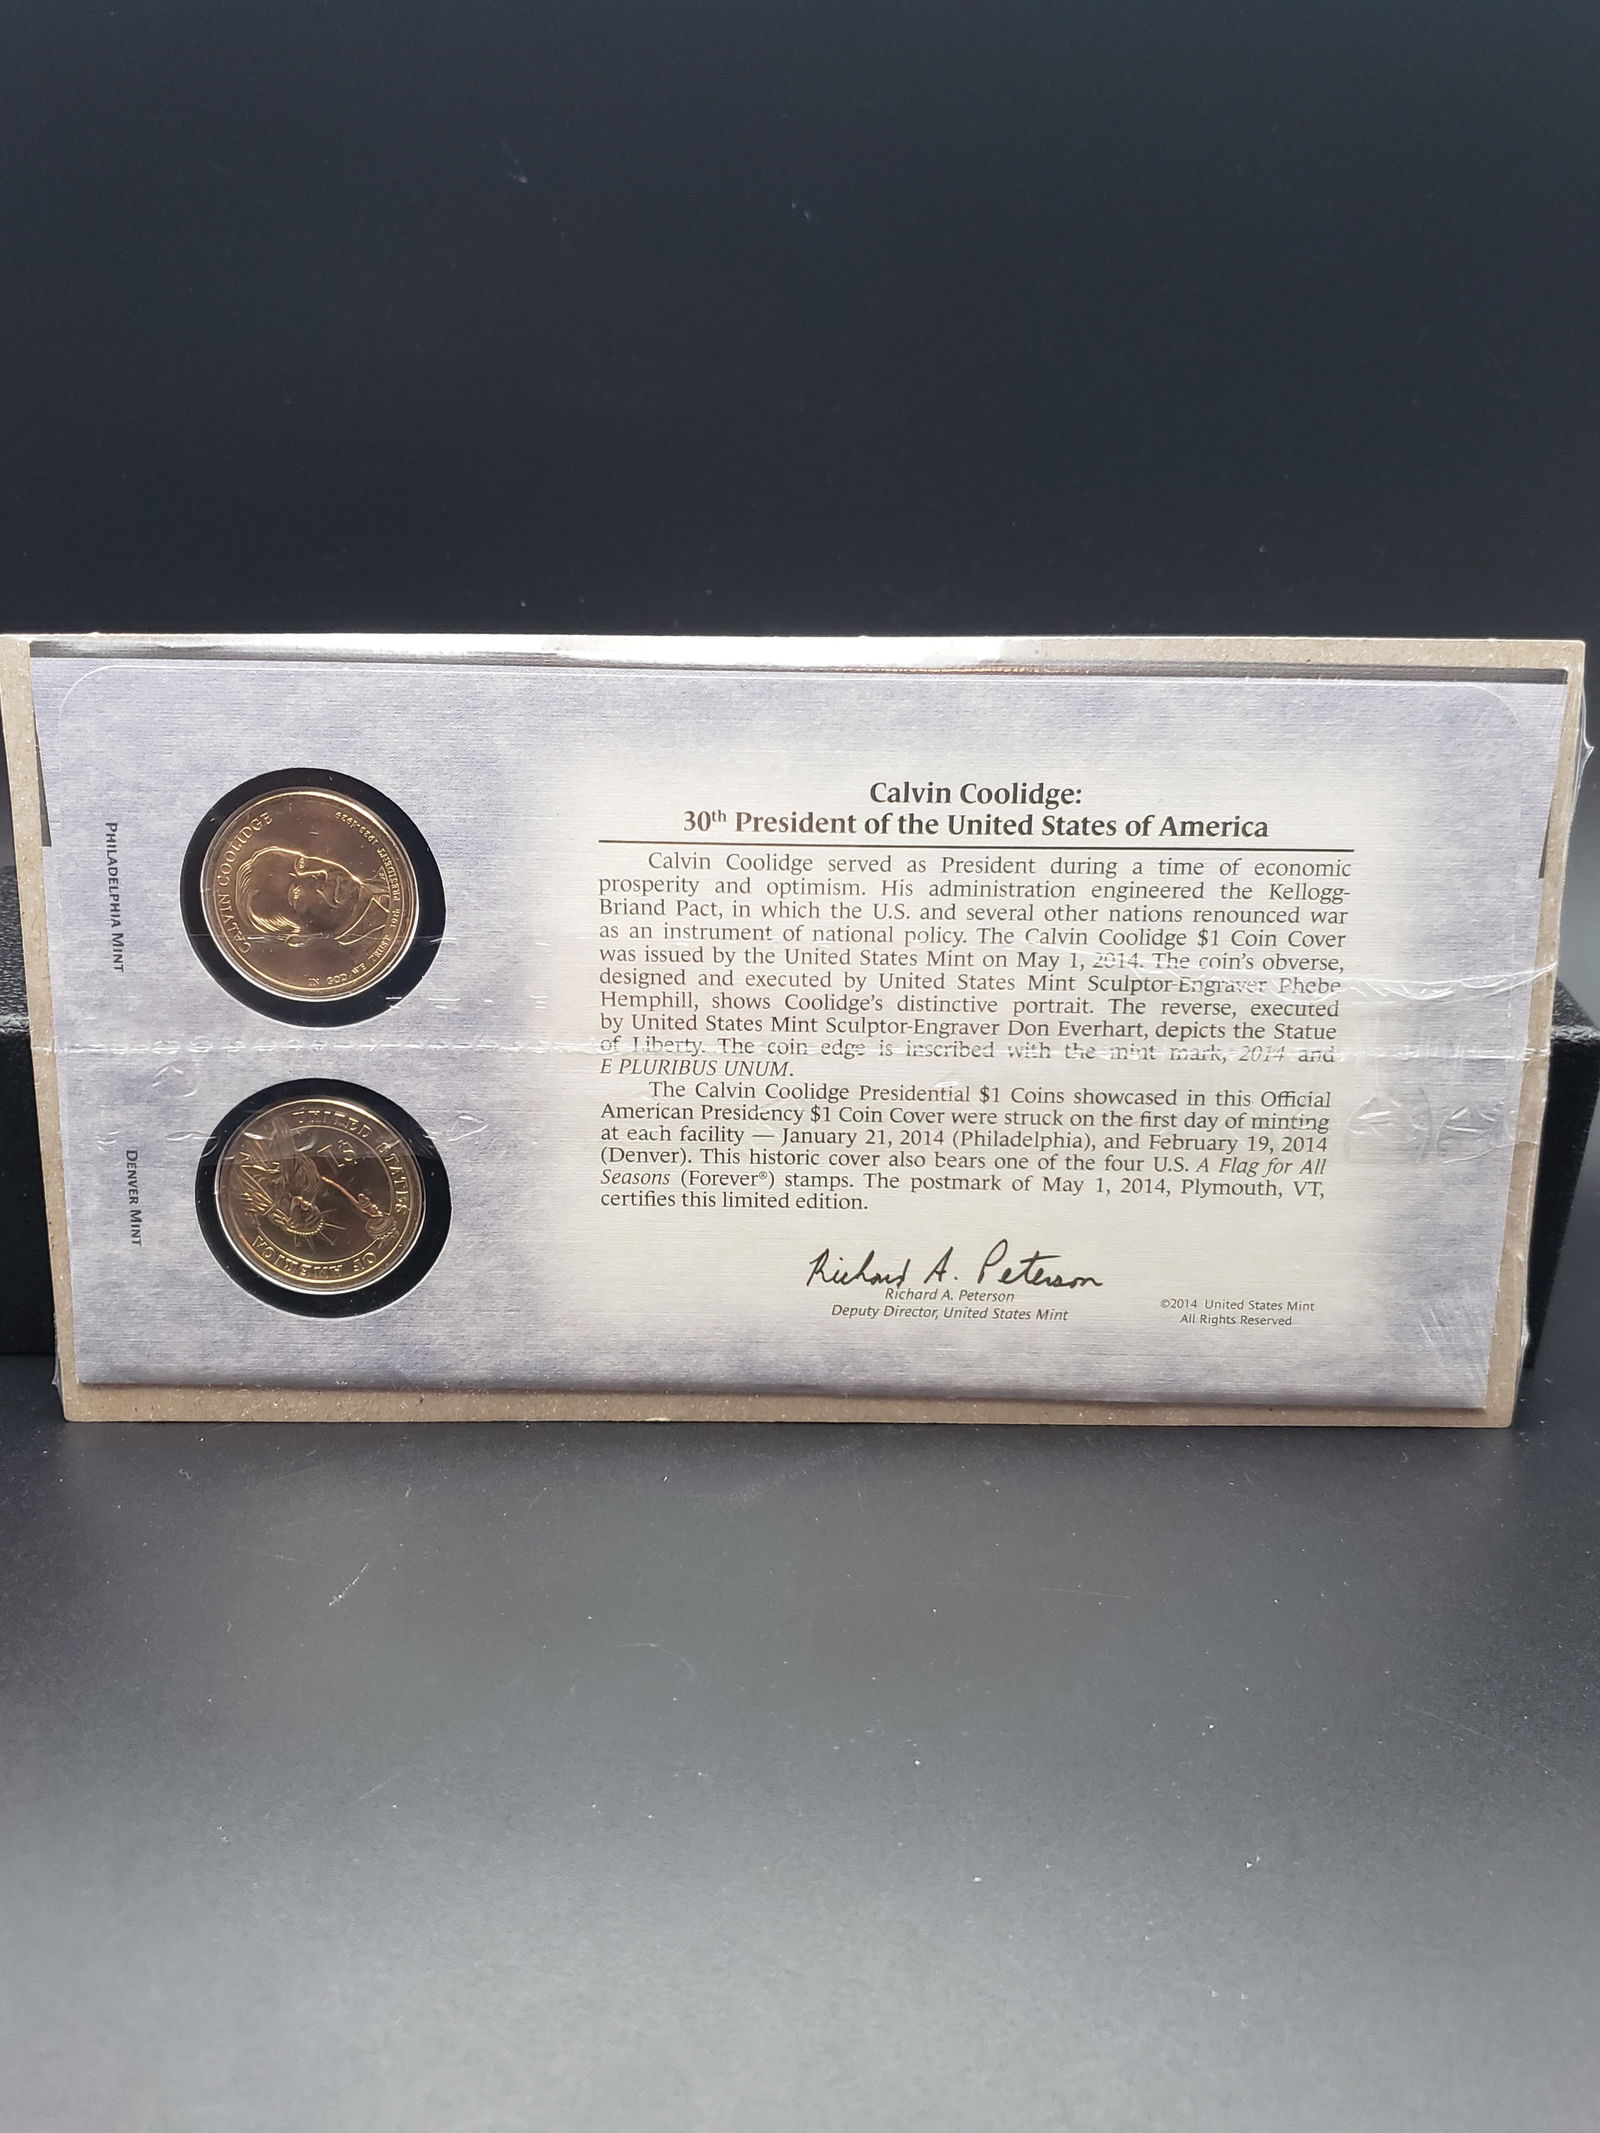 Calvin Coolidge:
30th President of the United States of America
Calvin Coolidge served as President during a time of economic
prosperity and optimism. His administration engineered the Kellogg-
Briand Pact, in which the U.S. and several other nations renounced war
as an instrument of national policy. The Calvin Coolidge $1 Coin Cover
was issued by the United States Mint on May 1, 2014. The coin's obverse,
designed and executed by United States Mint Sculptor-Engraver Phebe
Hemphill, shows Coolidge's distinctive portrait. The reverse, executed
by United States Mint Sculptor-Engraver Don Everhart, depicts the Statue
of Liberty. The coin edge is inscribed with the mint mark, 2014 and
E PLURIBUS UNUM.
The Calvin Coolidge Presidential $1 Coins showcased in this Official
American Presidency $1 Coin Cover were struck on the first day of minting
at each facility — January 21, 2014 (Philadelphia), and February 19, 2014
(Denver). This historic cover also bears one of the four U.S. A Flag for All
Seasons (Forever®) stamps. The postmark of May 1, 2014, Plymouth, VT,
certifies this limited edition.
Richard A. Peterson
Richard A. Peterson
Deputy Director, United States Mint
©2014 United States Mint
All Rights Reserved
PHILADELPHIA MINT
CALVIN COOLIDGE
IN GOD WE TRUST
30th PRESIDENT 1923-1929
DENVER MINT
UNITED STATES OF AMERICA
$1